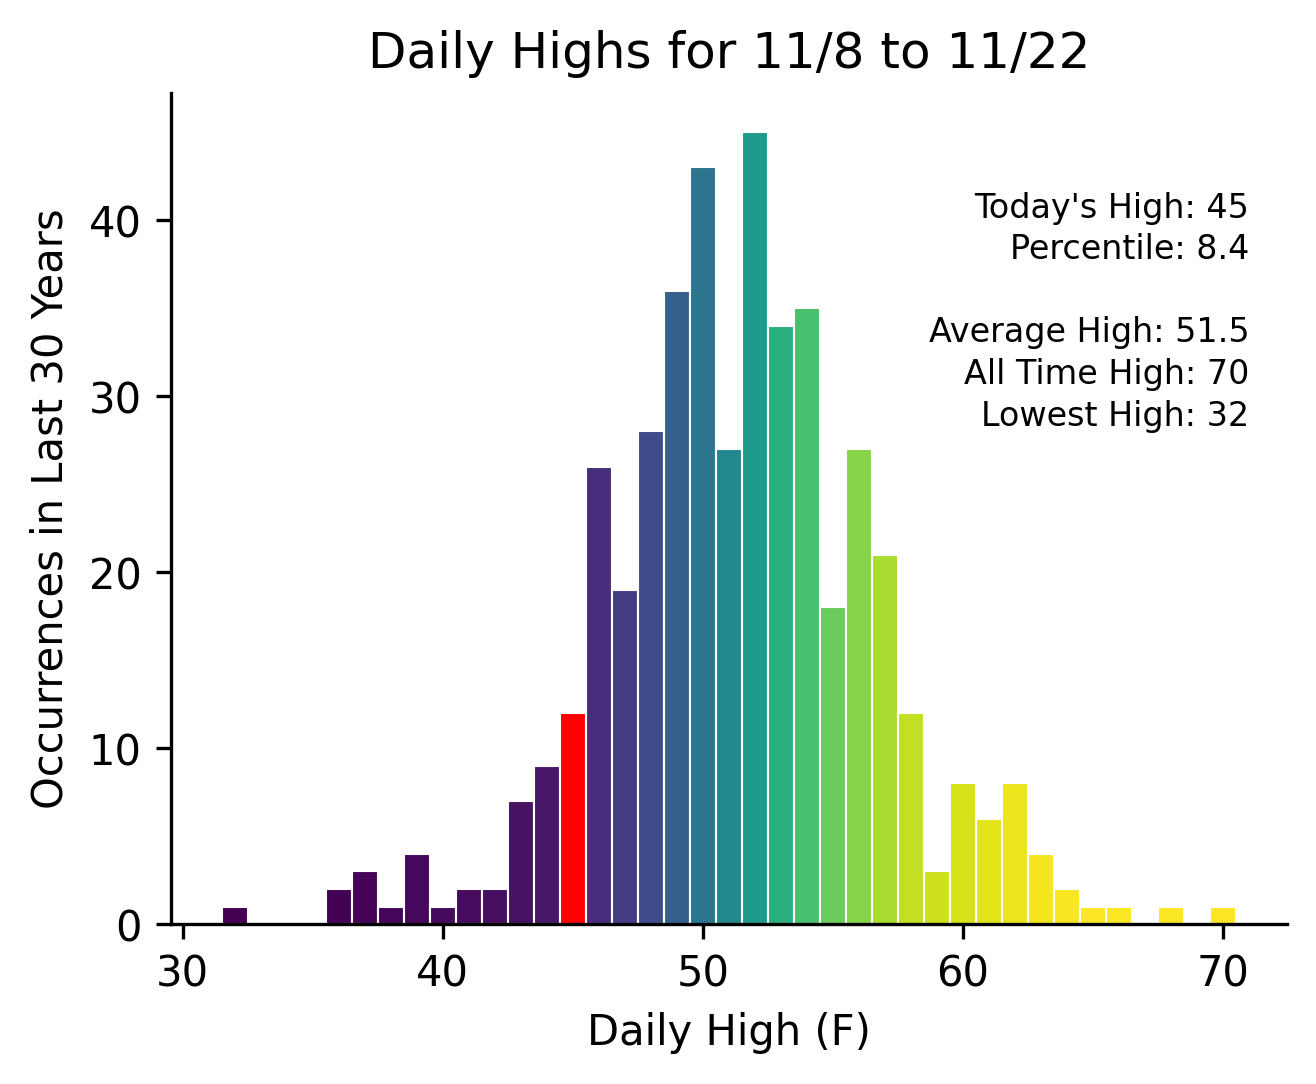 Daily Highs for 11/8 to 11/22
Today's High: 45
Percentile: 8.4
Average High: 51.5
All Time High: 70
Lowest High: 32
Occurrences in Last 30 Years
40
30
20
10
0
30 40 50 60 70
Daily High (F)